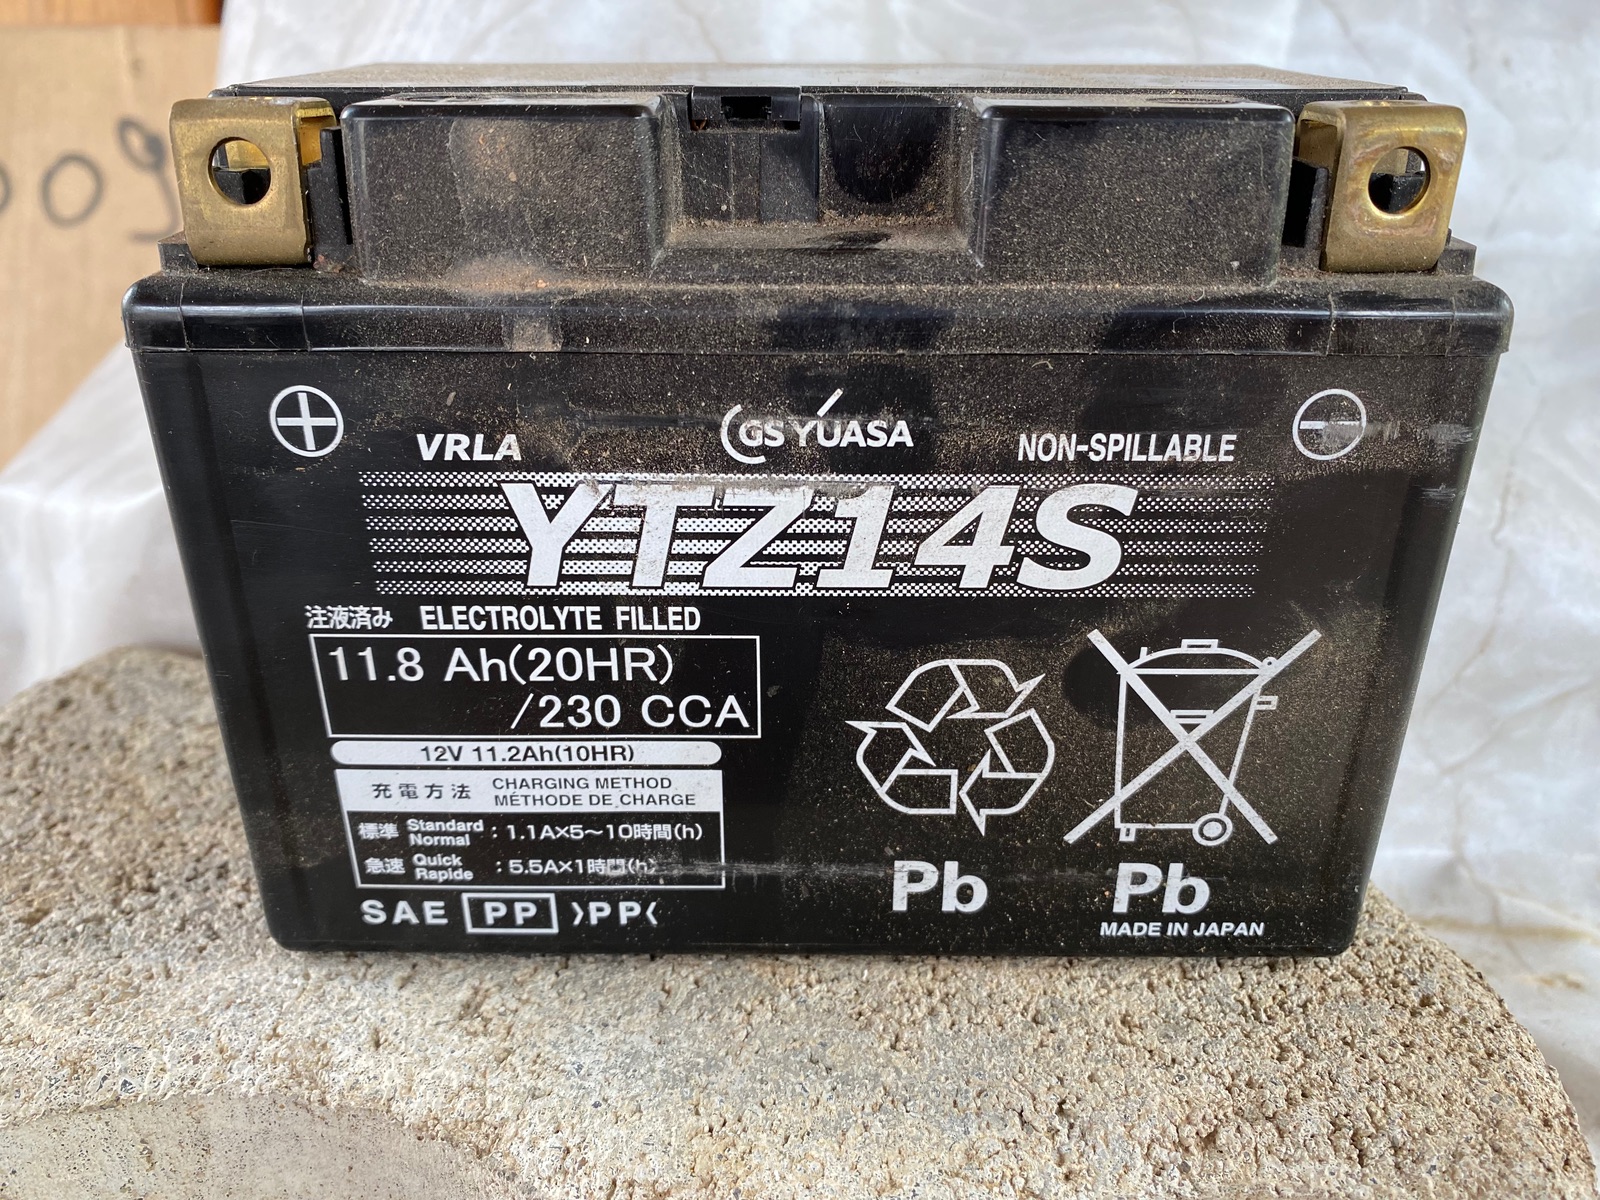 009
VRLA
GS YUASA
NON-SPILLABLE
YTZ14S
注液済み ELECTROLYTE FILLED
11.8 Ah(20HR)
/230 CCA
12V 11.2Ah(10HR)
充電方法 CHARGING METHOD
MÉTHODE DE CHARGE
標準 Standard Normal : 1.1A×5～10時間(h)
急速 Quick Rapide : 5.5A×1時間(h)
SAE PP >PP<
Pb
Pb
MADE IN JAPAN